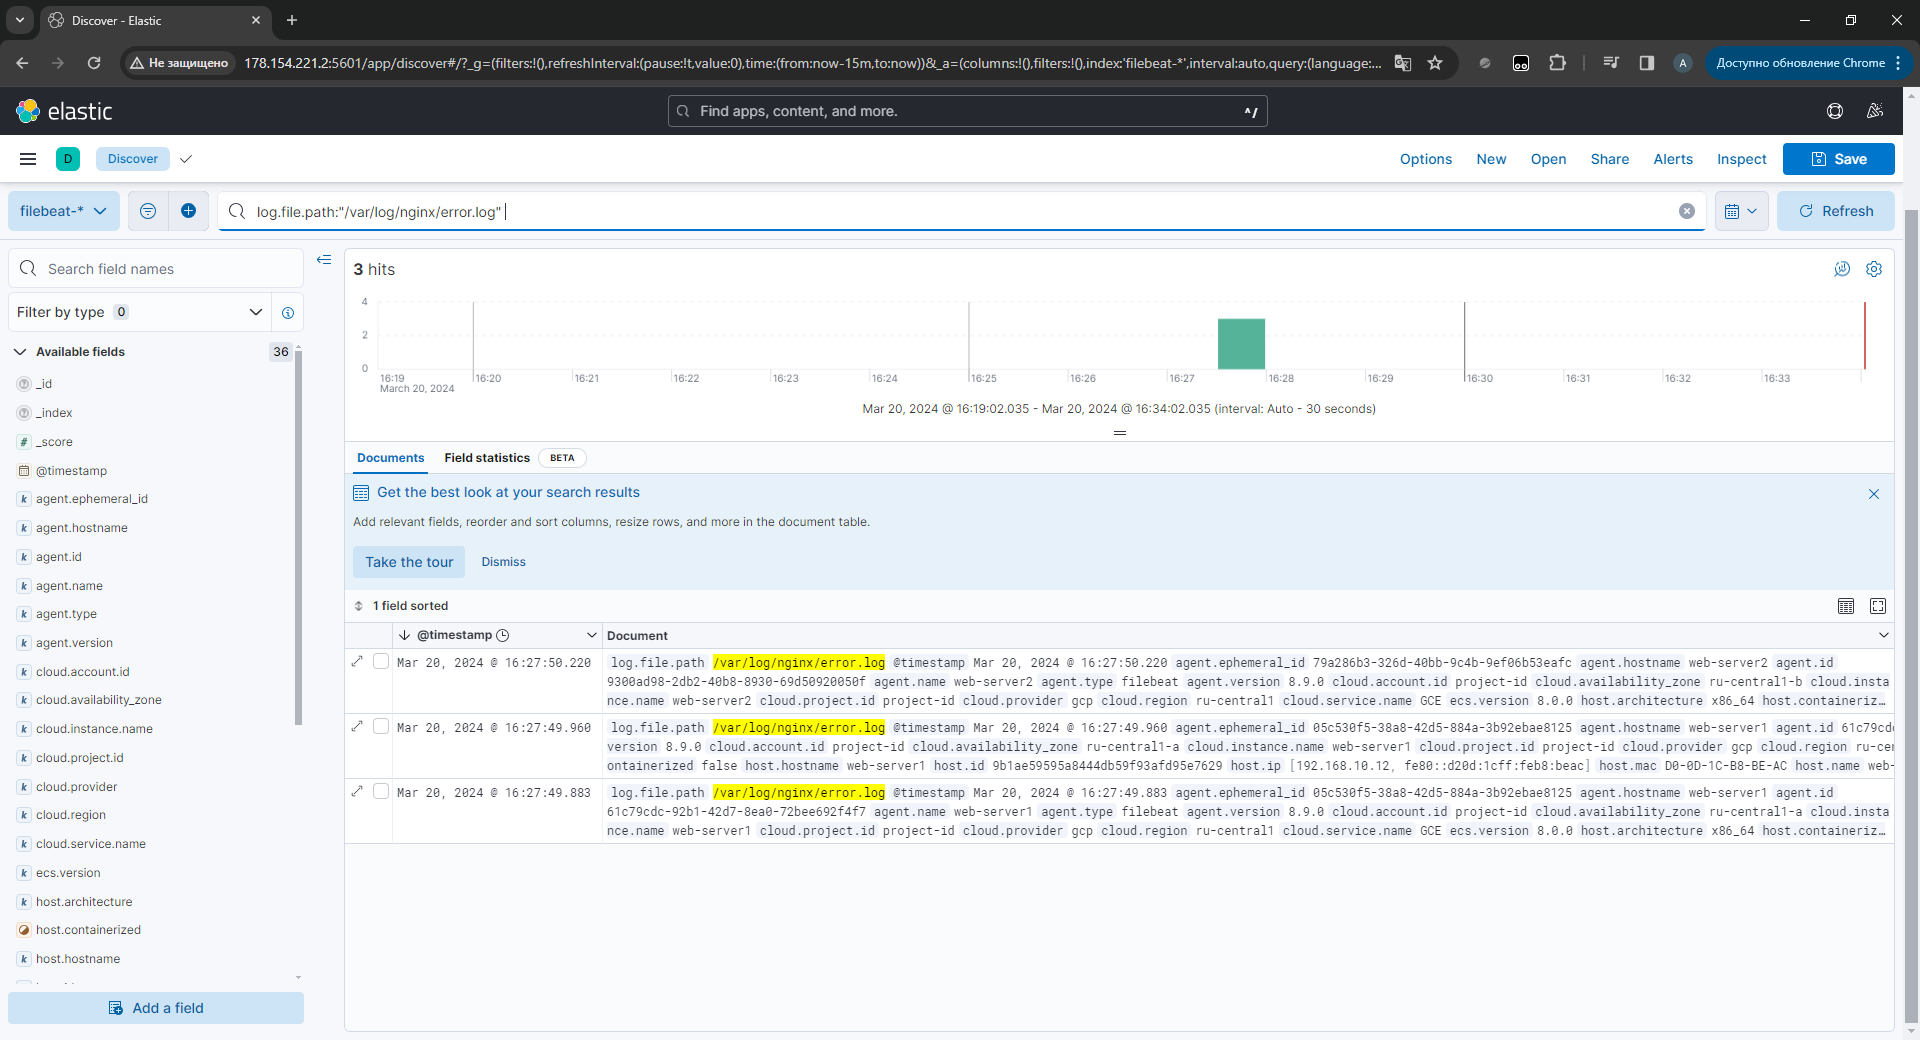 Discover - Elastic
Не защищено
178.154.221.2:5601/app/discover#/?_g=(filters:!(),refreshInterval:(pause:!t,value:0),time:(from:now-15m,to:now))&_a=(columns:!(),filters:!(),index:'filebeat-*',interval:auto,query:(language:...
A
Доступно обновление Chrome
elastic
Find apps, content, and more.
^/
D
Discover
Options
New
Open
Share
Alerts
Inspect
Save
filebeat-*
log.file.path:"/var/log/nginx/error.log"
Refresh
Search field names
Filter by type 0
Available fields 36
_id
_index
_score
@timestamp
agent.ephemeral_id
agent.hostname
agent.id
agent.name
agent.type
agent.version
cloud.account.id
cloud.availability_zone
cloud.instance.name
cloud.project.id
cloud.provider
cloud.region
cloud.service.name
ecs.version
host.architecture
host.containerized
host.hostname
Add a field
3 hits
4
2
0
16:19 16:20 16:21 16:22 16:23 16:24 16:25 16:26 16:27 16:28 16:29 16:30 16:31 16:32 16:33
March 20, 2024
Mar 20, 2024 @ 16:19:02.035 - Mar 20, 2024 @ 16:34:02.035 (interval: Auto - 30 seconds)
Documents
Field statistics
BETA
Get the best look at your search results
Add relevant fields, reorder and sort columns, resize rows, and more in the document table.
Take the tour
Dismiss
1 field sorted
@timestamp
Document
Mar 20, 2024 @ 16:27:50.220
log.file.path /var/log/nginx/error.log @timestamp Mar 20, 2024 @ 16:27:50.220 agent.ephemeral_id 79a286b3-326d-40bb-9c4b-9ef06b53eafc agent.hostname web-server2 agent.id
9300ad98-2db2-40b8-8930-69d50920050f agent.name web-server2 agent.type filebeat agent.version 8.9.0 cloud.account.id project-id cloud.availability_zone ru-central1-b cloud.insta
nce.name web-server2 cloud.project.id project-id cloud.provider gcp cloud.region ru-central1 cloud.service.name GCE ecs.version 8.0.0 host.architecture x86_64 host.containeriz…
Mar 20, 2024 @ 16:27:49.960
log.file.path /var/log/nginx/error.log @timestamp Mar 20, 2024 @ 16:27:49.960 agent.ephemeral_id 05c530f5-38a8-42d5-884a-3b92ebae8125 agent.hostname web-server1 agent.id 61c79cdc
version 8.9.0 cloud.account.id project-id cloud.availability_zone ru-central1-a cloud.instance.name web-server1 cloud.project.id project-id cloud.provider gcp cloud.region ru-cen
ontainerized false host.hostname web-server1 host.id 9b1ae59595a8444db59f93afd95e7629 host.ip [192.168.10.12, fe80::d20d:1cff:feb8:beac] host.mac D0-0D-1C-B8-BE-AC host.name web-
Mar 20, 2024 @ 16:27:49.883
log.file.path /var/log/nginx/error.log @timestamp Mar 20, 2024 @ 16:27:49.883 agent.ephemeral_id 05c530f5-38a8-42d5-884a-3b92ebae8125 agent.hostname web-server1 agent.id
61c79cdc-92b1-42d7-8ea0-72bee692f4f7 agent.name web-server1 agent.type filebeat agent.version 8.9.0 cloud.account.id project-id cloud.availability_zone ru-central1-a cloud.insta
nce.name web-server1 cloud.project.id project-id cloud.provider gcp cloud.region ru-central1 cloud.service.name GCE ecs.version 8.0.0 host.architecture x86_64 host.containeriz…